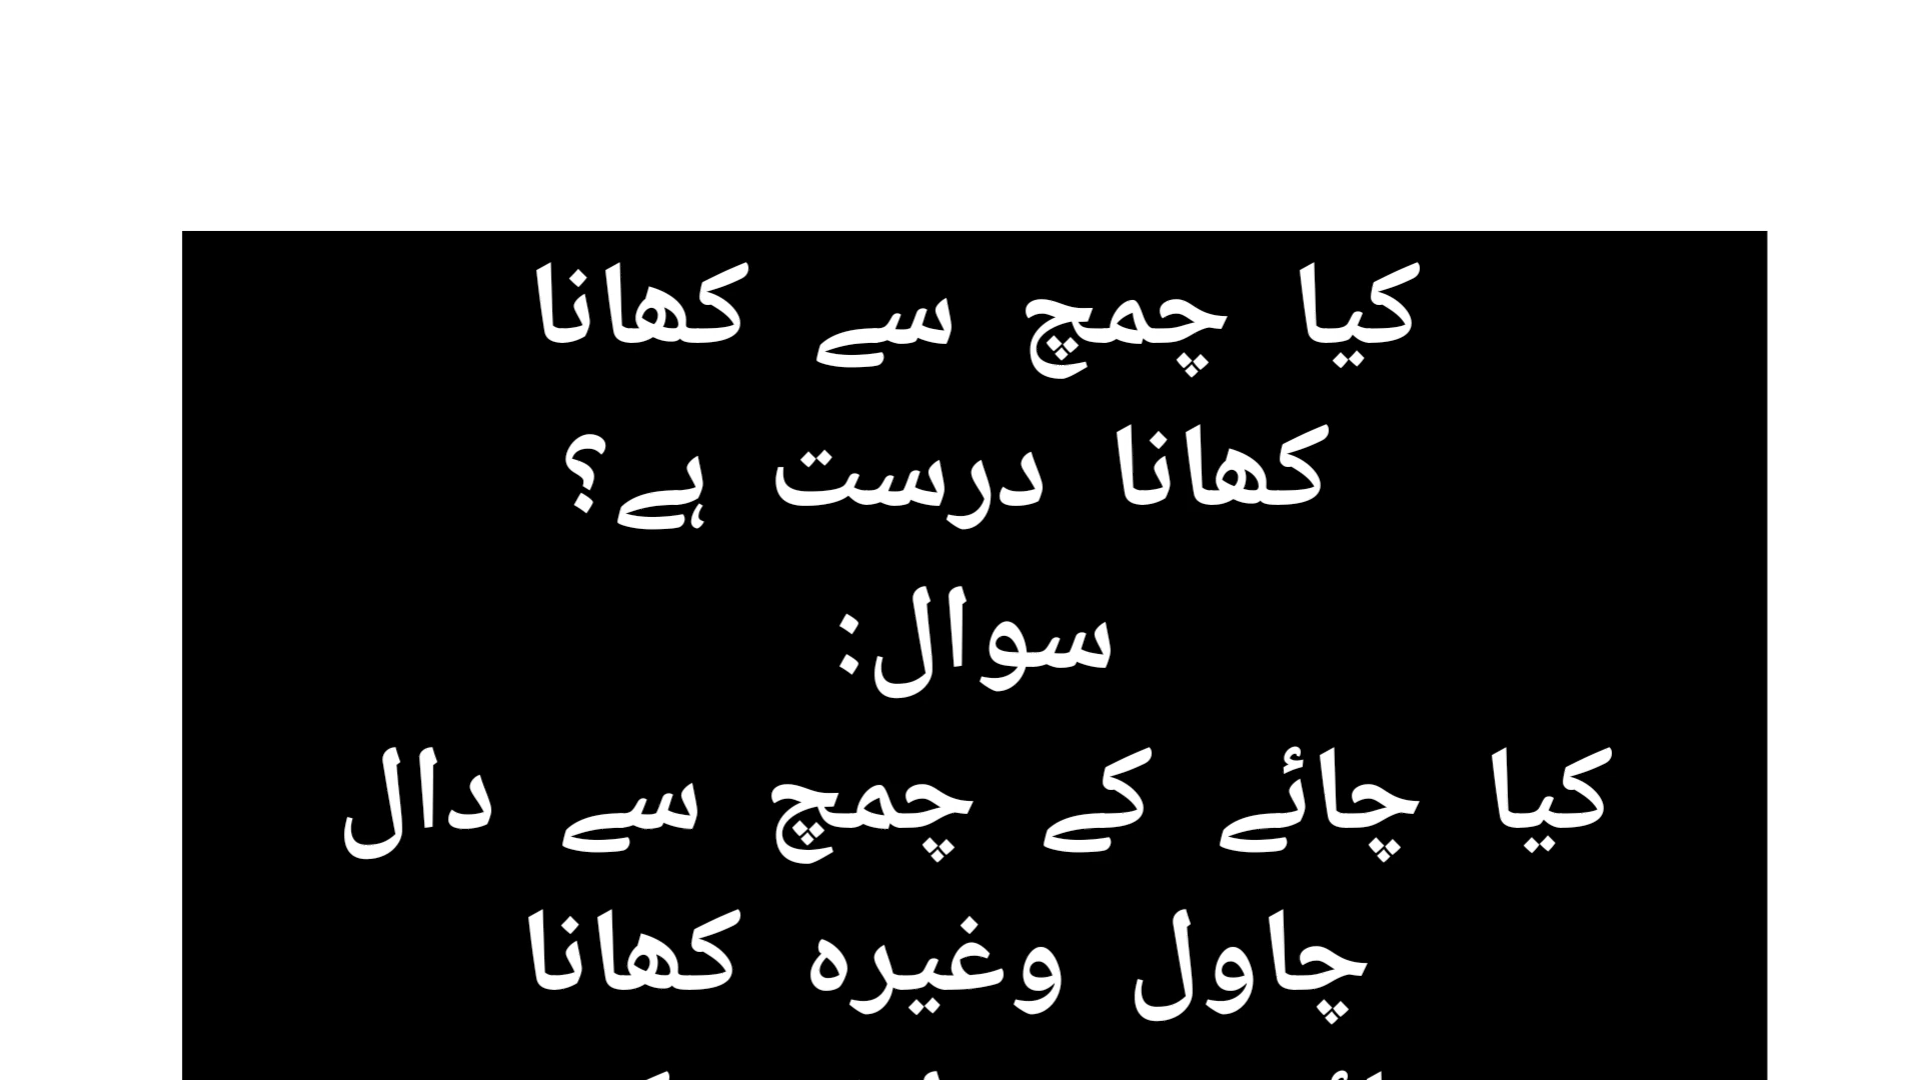 کیا چمچ سے کھانا
کھانا درست ہے؟
سوال:
کیا چائے کے چمچ سے دال
چاول وغیرہ کھانا